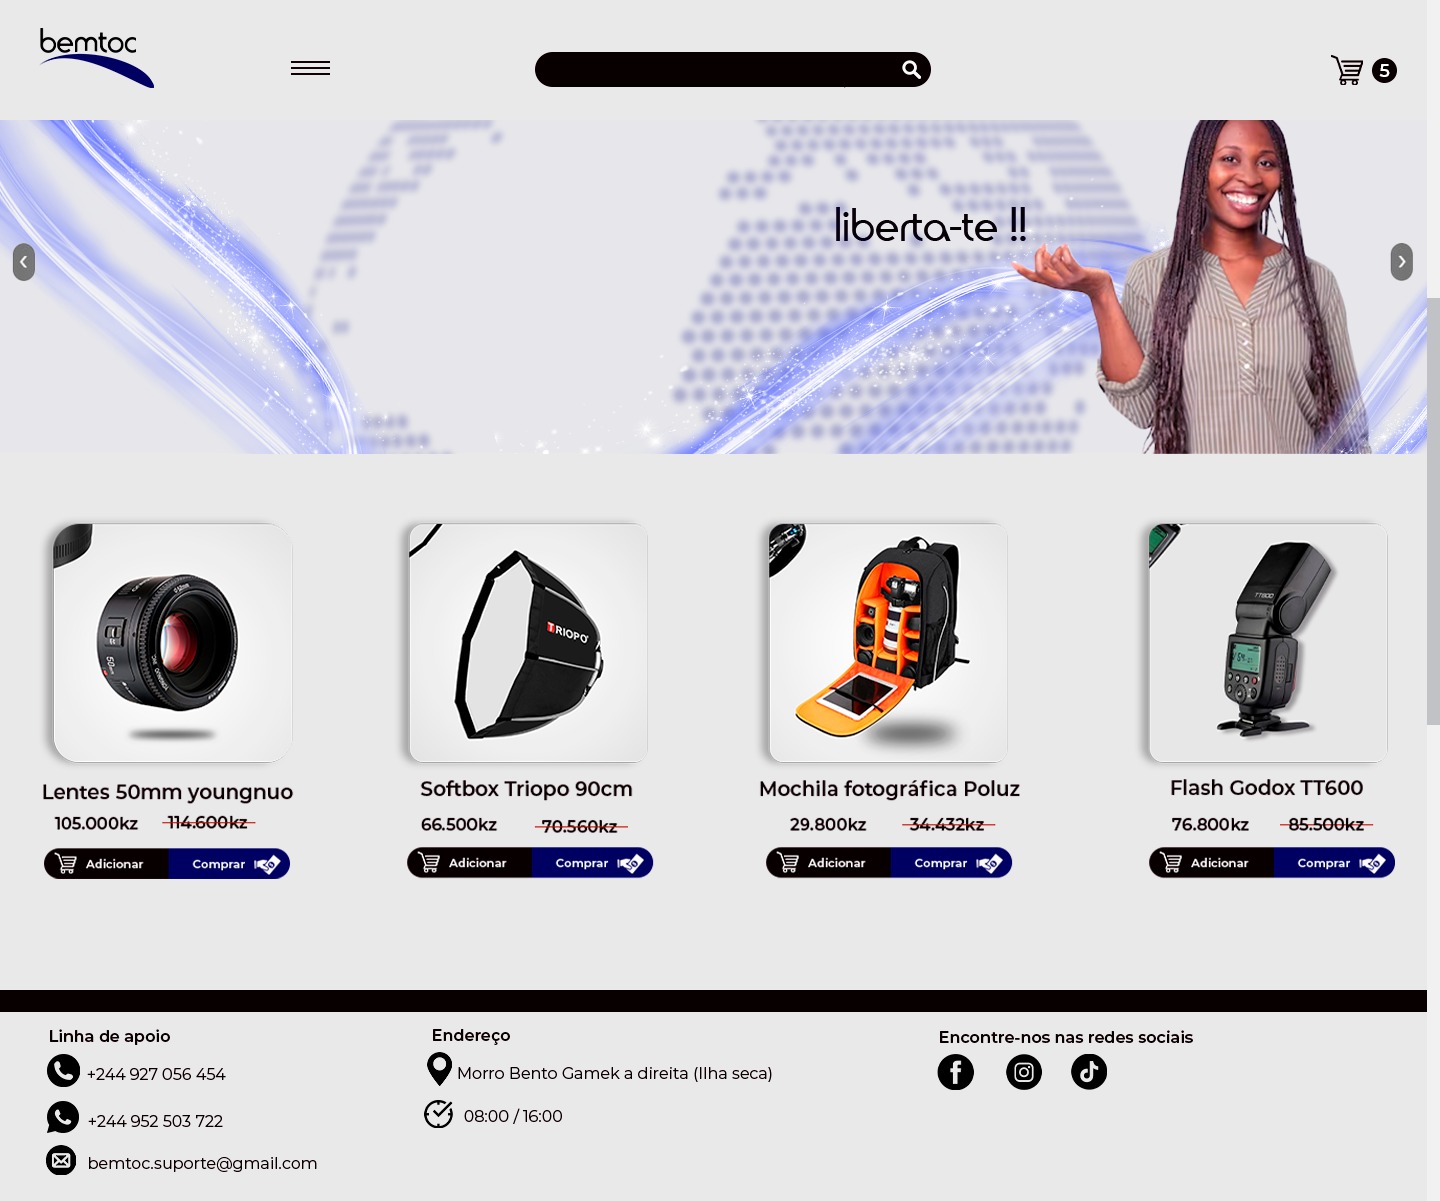 bemtoc
5
liberta-te !!
50mm
TRIOPO
TT600
Lentes 50mm youngnuo
Softbox Triopo 90cm
Mochila fotográfica Poluz
Flash Godox TT600
105.000kz 114.600kz
66.500kz 70.560kz
29.800kz 34.432kz
76.800kz 85.500kz
Adicionar Comprar
Adicionar Comprar
Adicionar Comprar
Adicionar Comprar
Linha de apoio
+244 927 056 454
+244 952 503 722
bemtoc.suporte@gmail.com
Endereço
Morro Bento Gamek a direita (Ilha seca)
08:00 / 16:00
Encontre-nos nas redes sociais